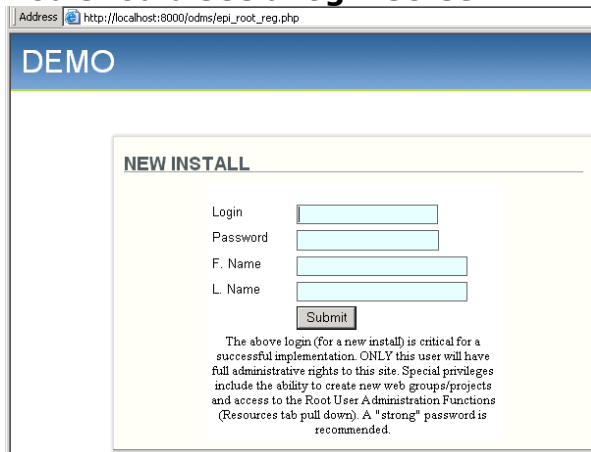 Address http://localhost:8000/odms/epi_root_reg.php
DEMO
NEW INSTALL
Login
Password
F. Name
L. Name
Submit
The above login (for a new install) is critical for a
successful implementation. ONLY this user will have
full administrative rights to this site. Special privileges
include the ability to create new web groups/projects
and access to the Root User Administration Functions
(Resources tab pull down). A "strong" password is
recommended.